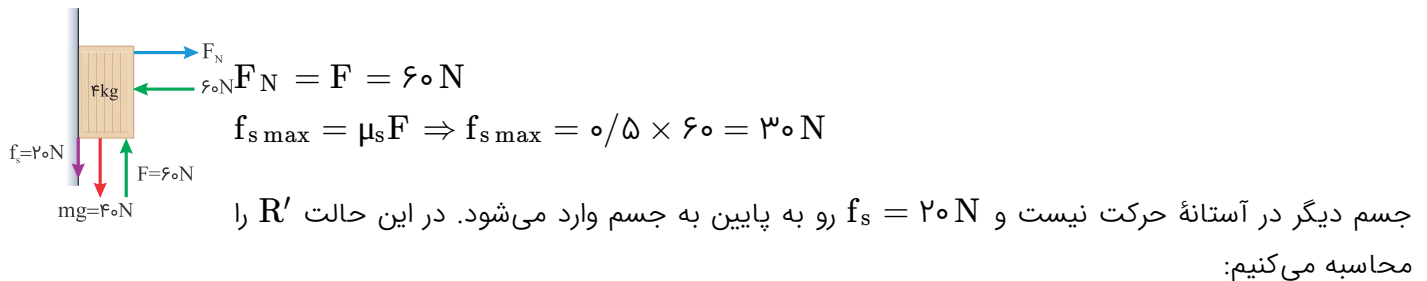 F_N
۴kg
۶۰N
f_s=۲۰N
F=۶۰N
mg=۴۰N
F_N = F = ۶۰ N
f_s max = μ_s F ⇒ f_s max = ۰/۵ × ۶۰ = ۳۰ N
جسم دیگر در آستانهٔ حرکت نیست و f_s = ۲۰ N رو به پایین به جسم وارد می‌شود. در این حالت R′ را
محاسبه می‌کنیم: